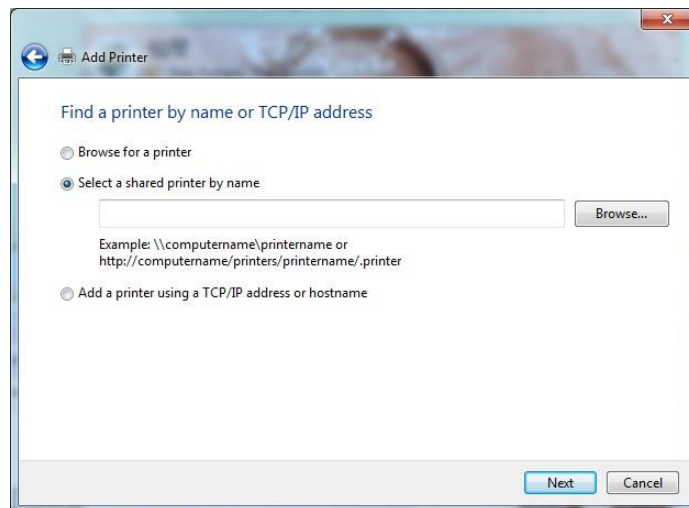 Add Printer
Find a printer by name or TCP/IP address
Browse for a printer
Select a shared printer by name
Browse...
Example: \\computername\printername or
http://computername/printers/printername/.printer
Add a printer using a TCP/IP address or hostname
Next
Cancel